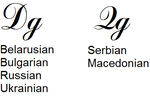 Дд
Belarusian
Bulgarian
Russian
Ukrainian
Дд
Serbian
Macedonian